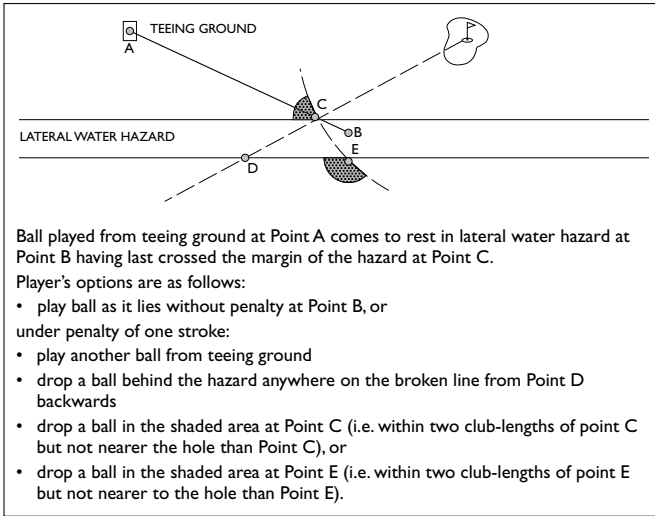 TEEING GROUND
A
C
LATERAL WATER HAZARD
B
E
D
Ball played from teeing ground at Point A comes to rest in lateral water hazard at
Point B having last crossed the margin of the hazard at Point C.
Player's options are as follows:
• play ball as it lies without penalty at Point B, or
under penalty of one stroke:
• play another ball from teeing ground
• drop a ball behind the hazard anywhere on the broken line from Point D
backwards
• drop a ball in the shaded area at Point C (i.e. within two club-lengths of point C
but not nearer the hole than Point C), or
• drop a ball in the shaded area at Point E (i.e. within two club-lengths of point E
but not nearer to the hole than Point E).